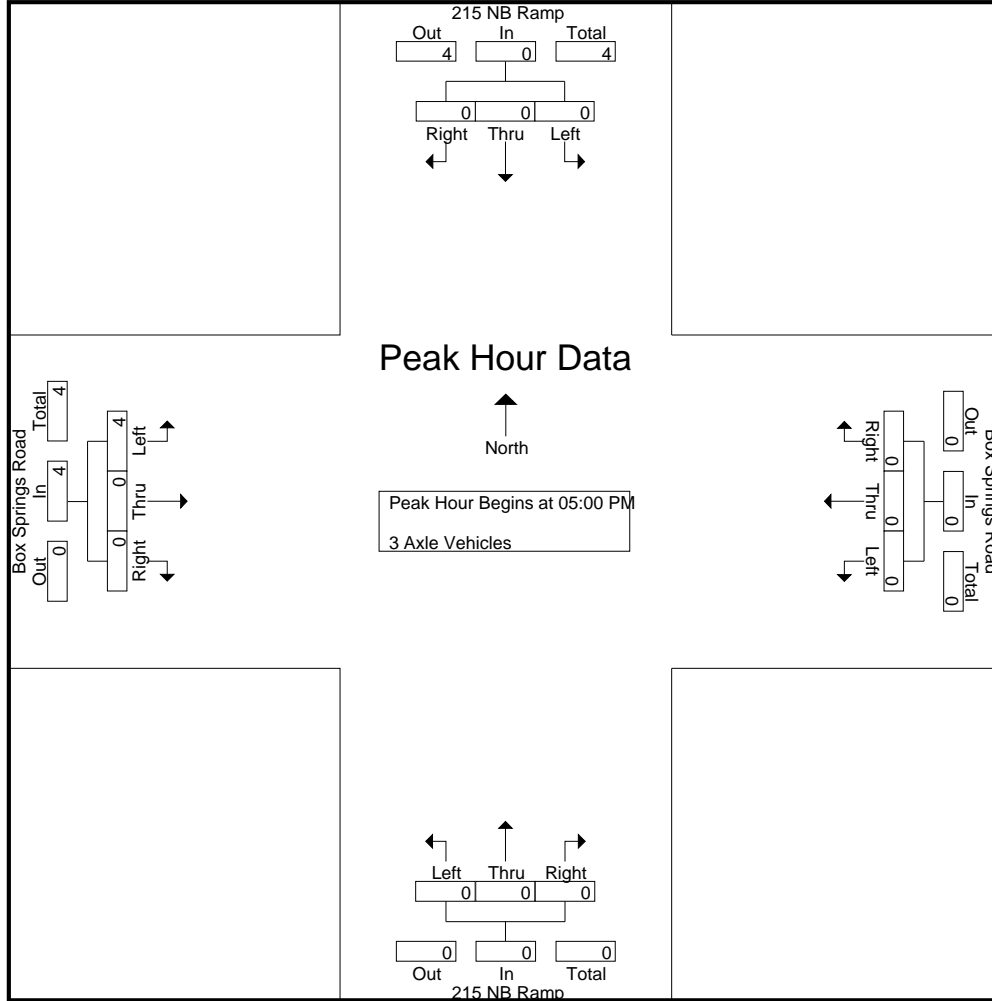 215 NB Ramp
Out In Total
4 0 4
0 0 0
Right Thru Left
Peak Hour Data
North
Peak Hour Begins at 05:00 PM
3 Axle Vehicles
Box Springs Road
Total In Out
4 4 0
4 0 0
Left Thru Right
Box Springs Road
Out In Total
0 0 0
0 0 0
Right Thru Left
Left Thru Right
0 0 0
0 0 0
Out In Total
215 NB Ramp